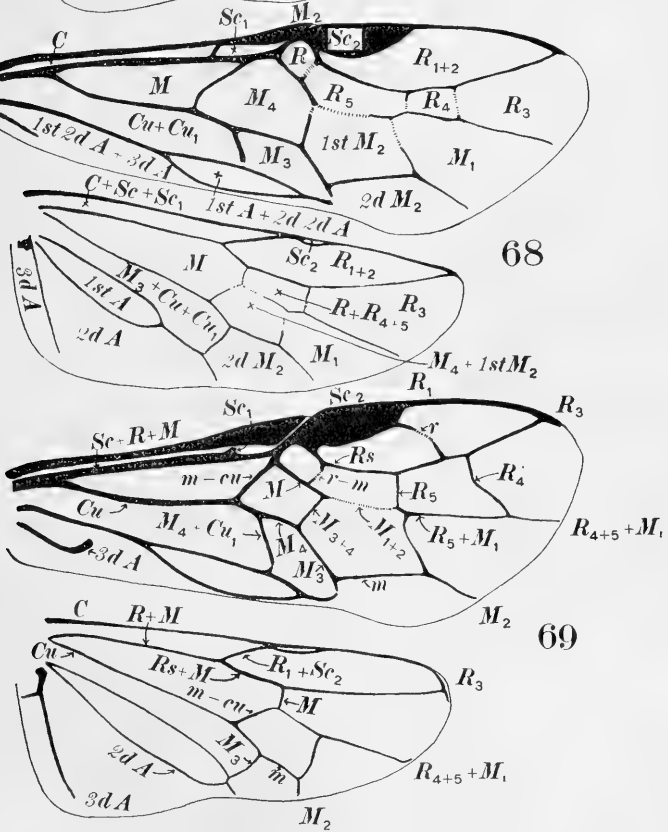 M₂
Sc₁
C
Sc₂
R
R₁₊₂
M
M₄
R₅
R₄
R₃
Cu+Cu₁
1st M₂
M₁
1st 2d A + 3d A
M₃
2d M₂
1st A + 2d 2d A
C+Sc+Sc₁
68
M
Sc₂
R₁₊₂
3d A
1st A
M₃+Cu+Cu₁
R+R₄₊₅
R₃
2d A
2d M₂
M₁
M₄+1st M₂
R₁
Sc₁
Sc₂
R₃
r
Sc+R+M
Rs
m-cu
r-m
R₄
M
R₅
Cu
M₄+Cu₁
M₃₊₄
M₁₊₂
R₅+M₁
R₄₊₅+M₁
M₄
3d A
M₃
m
M₂
69
C
R+M
Cu
R₁+Sc₂
R₃
Rs+M
m-cu
M
M₃
2d A
m
R₄₊₅+M₁
3d A
M₂